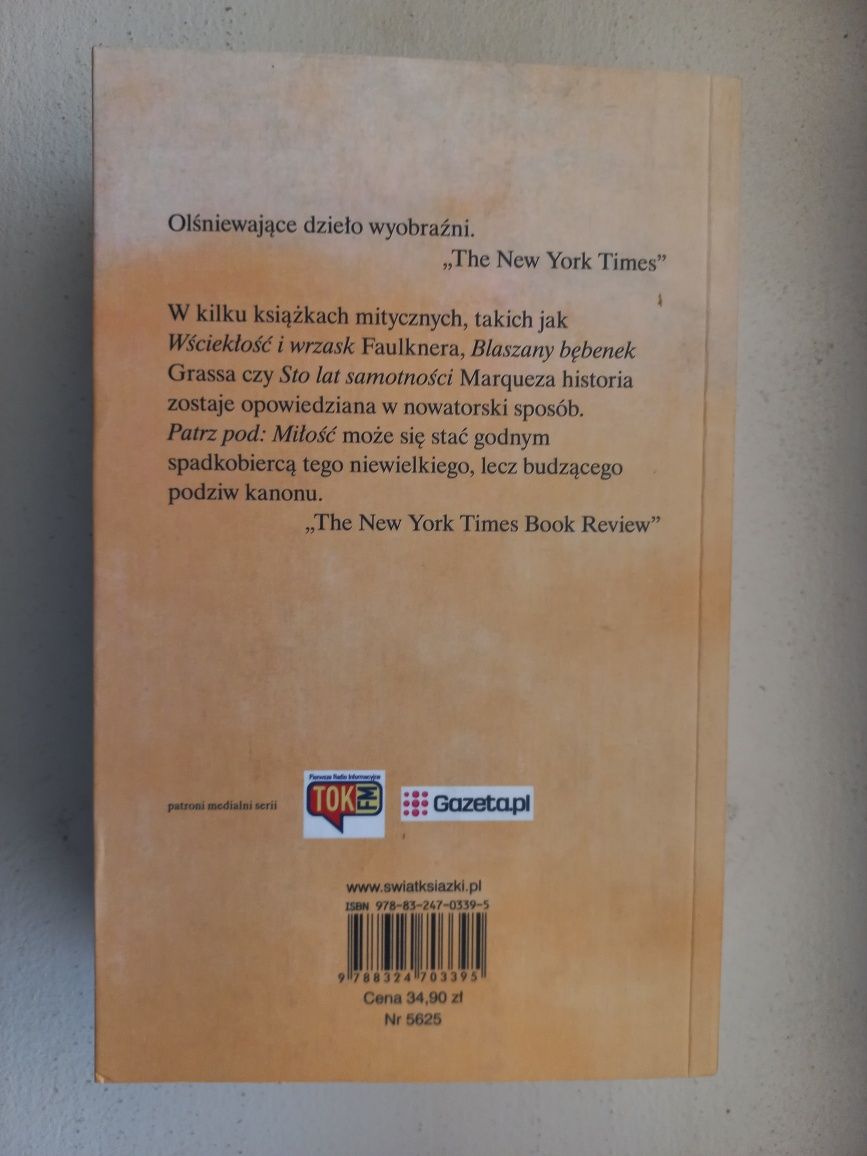 Olśniewające dzieło wyobraźni.
„The New York Times”
W kilku książkach mitycznych, takich jak
Wściekłość i wrzask Faulknera, Blaszany bębenek
Grassa czy Sto lat samotności Marqueza historia
zostaje opowiedziana w nowatorski sposób.
Patrz pod: Miłość może się stać godnym
spadkobiercą tego niewielkiego, lecz budzącego
podziw kanonu.
„The New York Times Book Review”
patroni medialni serii
Pierwsze Radio Informacyjne
TOK FM
Gazeta.pl
www.swiatksiazki.pl
ISBN 978-83-247-0339-5
9 788324 703395
Cena 34,90 zł
Nr 5625